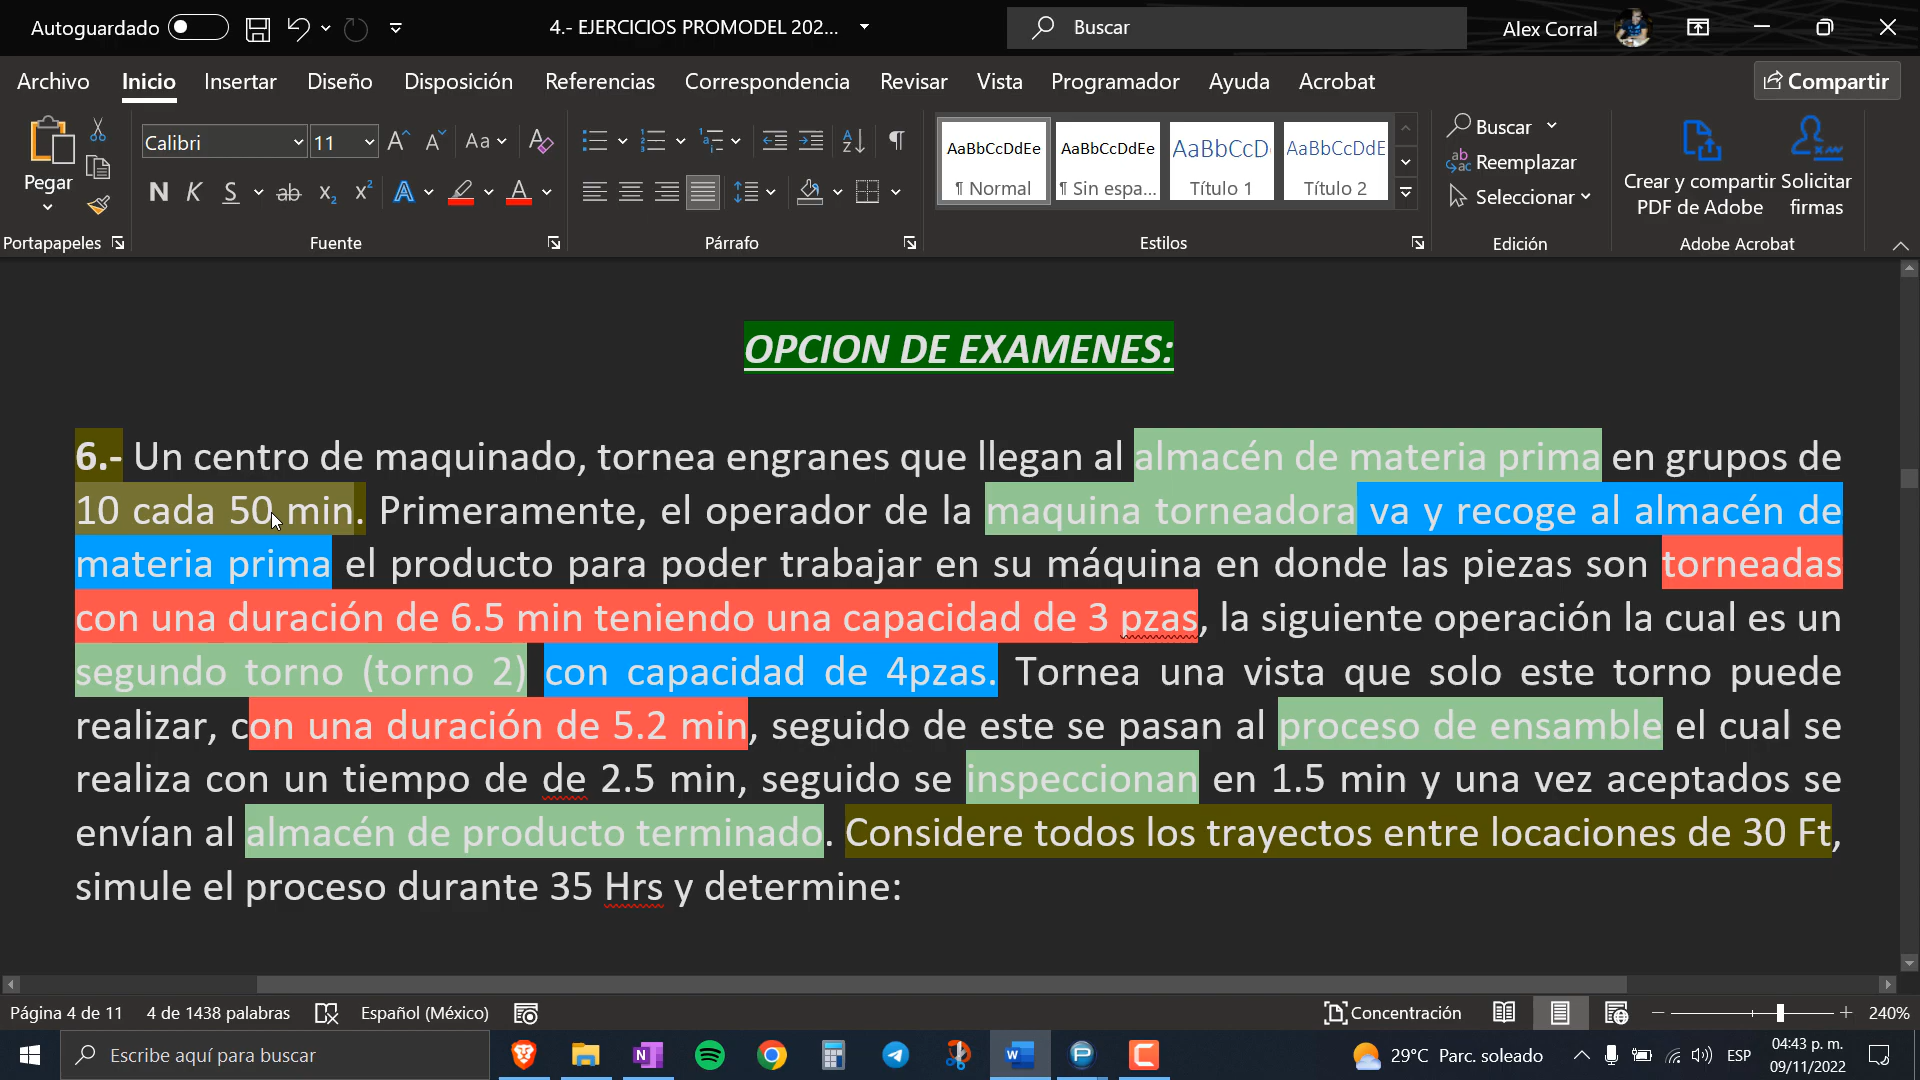 Autoguardado
4.- EJERCICIOS PROMODEL 202...
Buscar
Alex Corral
Archivo Inicio Insertar Diseño Disposición Referencias Correspondencia Revisar Vista Programador Ayuda Acrobat
Compartir
Pegar
Portapapeles
Calibri 11
N K S ab x₂ x² A A
Aa
Fuente
Párrafo
AaBbCcDdEe AaBbCcDdEe AaBbCcD AaBbCcDdE
¶ Normal ¶ Sin espa... Título 1 Título 2
Estilos
Buscar
Reemplazar
Seleccionar
Edición
Crear y compartir PDF de Adobe
Solicitar firmas
Adobe Acrobat
OPCION DE EXAMENES:
6.- Un centro de maquinado, tornea engranes que llegan al almacén de materia prima en grupos de
10 cada 50 min. Primeramente, el operador de la maquina torneadora va y recoge al almacén de
materia prima el producto para poder trabajar en su máquina en donde las piezas son torneadas
con una duración de 6.5 min teniendo una capacidad de 3 pzas, la siguiente operación la cual es un
segundo torno (torno 2) con capacidad de 4pzas. Tornea una vista que solo este torno puede
realizar, con una duración de 5.2 min, seguido de este se pasan al proceso de ensamble el cual se
realiza con un tiempo de de 2.5 min, seguido se inspeccionan en 1.5 min y una vez aceptados se
envían al almacén de producto terminado. Considere todos los trayectos entre locaciones de 30 Ft,
simule el proceso durante 35 Hrs y determine:
Página 4 de 11 4 de 1438 palabras Español (México)
Concentración
240%
Escribe aquí para buscar
29°C Parc. soleado
ESP
04:43 p. m.
09/11/2022